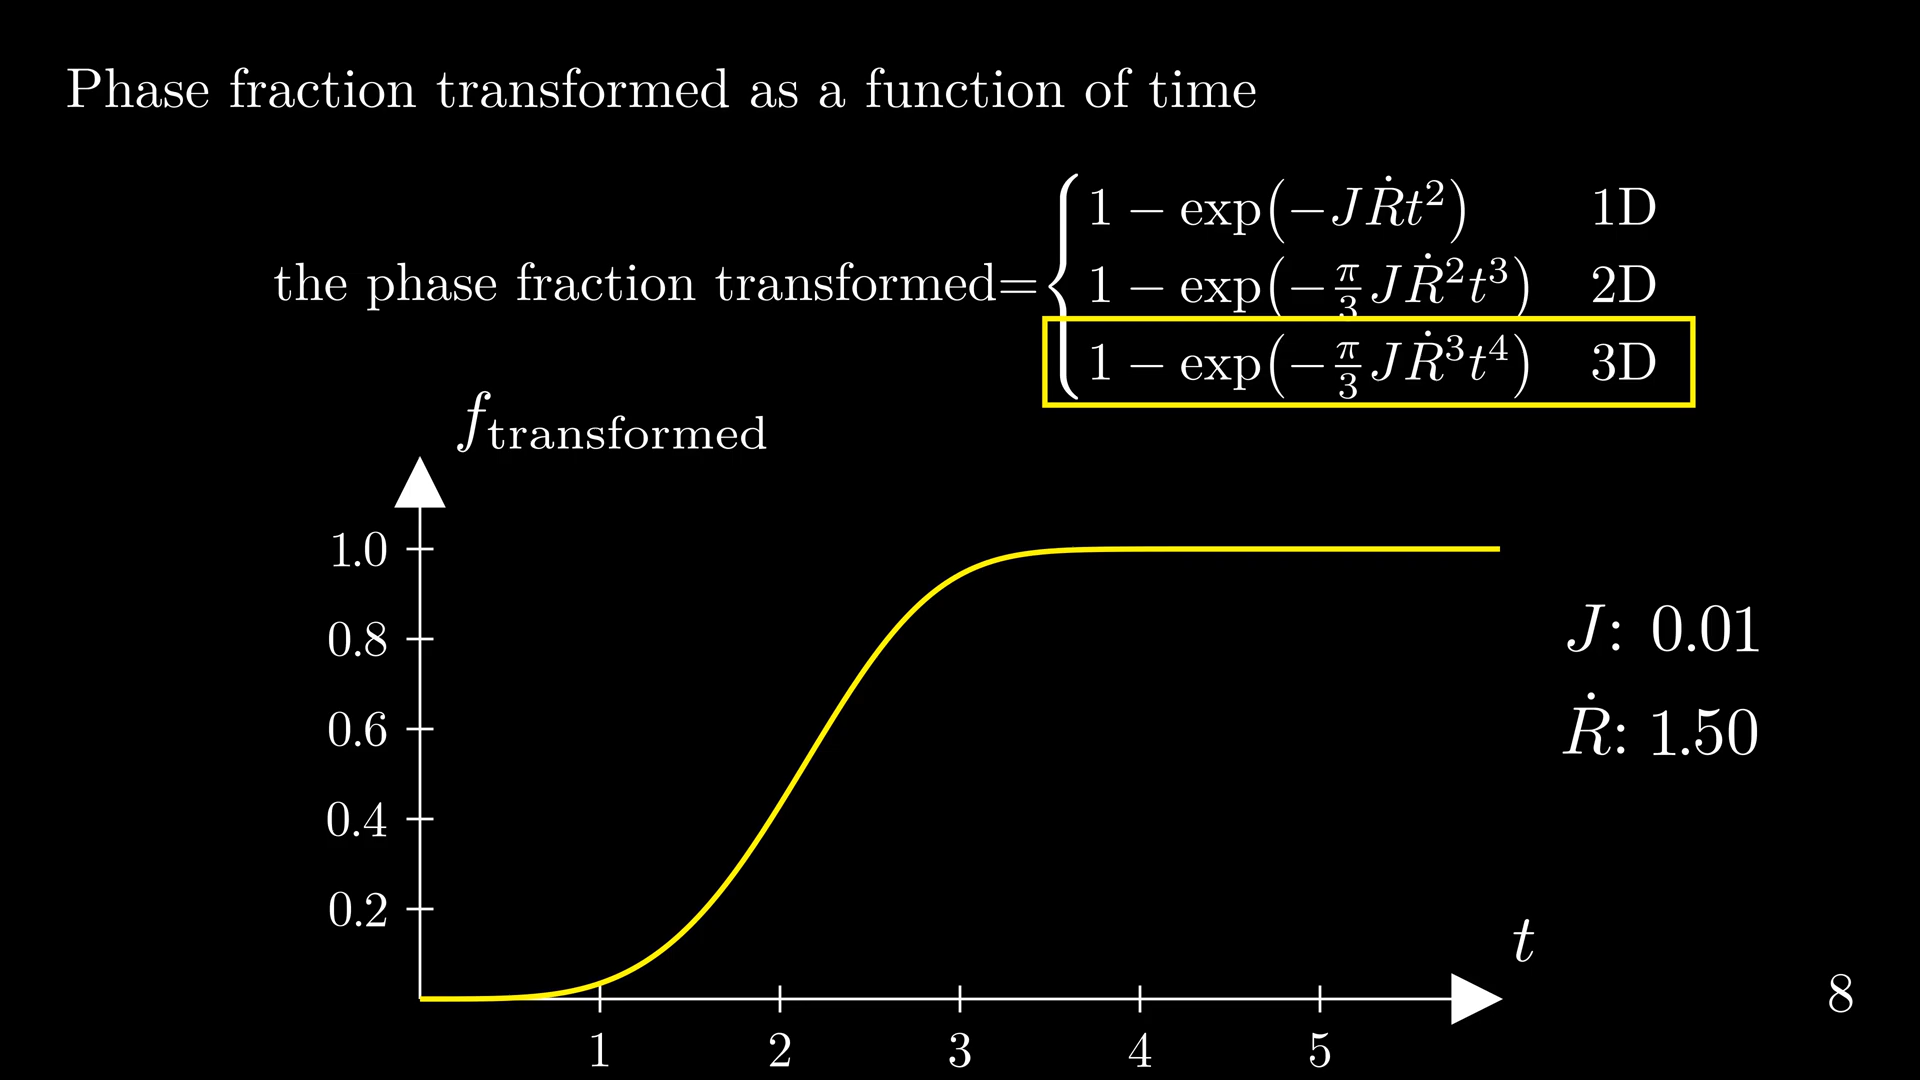 Phase fraction transformed as a function of time
1 − exp(−JṘt²) 1D
the phase fraction transformed= 1 − exp(−π/3 JṘ²t³) 2D
1 − exp(−π/3 JṘ³t⁴) 3D
f_transformed
1.0
0.8
0.6
0.4
0.2
J: 0.01
Ṙ: 1.50
t
1 2 3 4 5
8